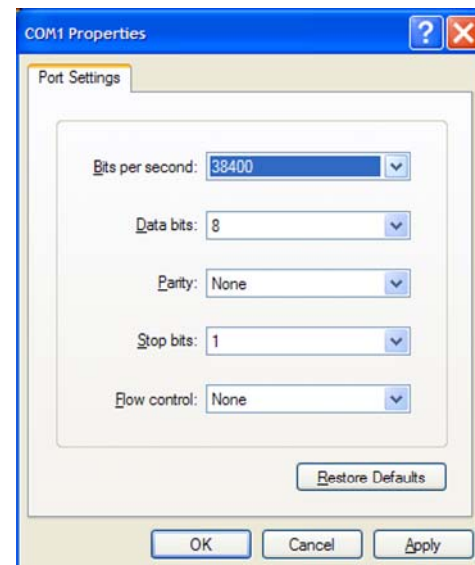 COM1 Properties
Port Settings
Bits per second: 38400
Data bits: 8
Parity: None
Stop bits: 1
Flow control: None
Restore Defaults
OK Cancel Apply